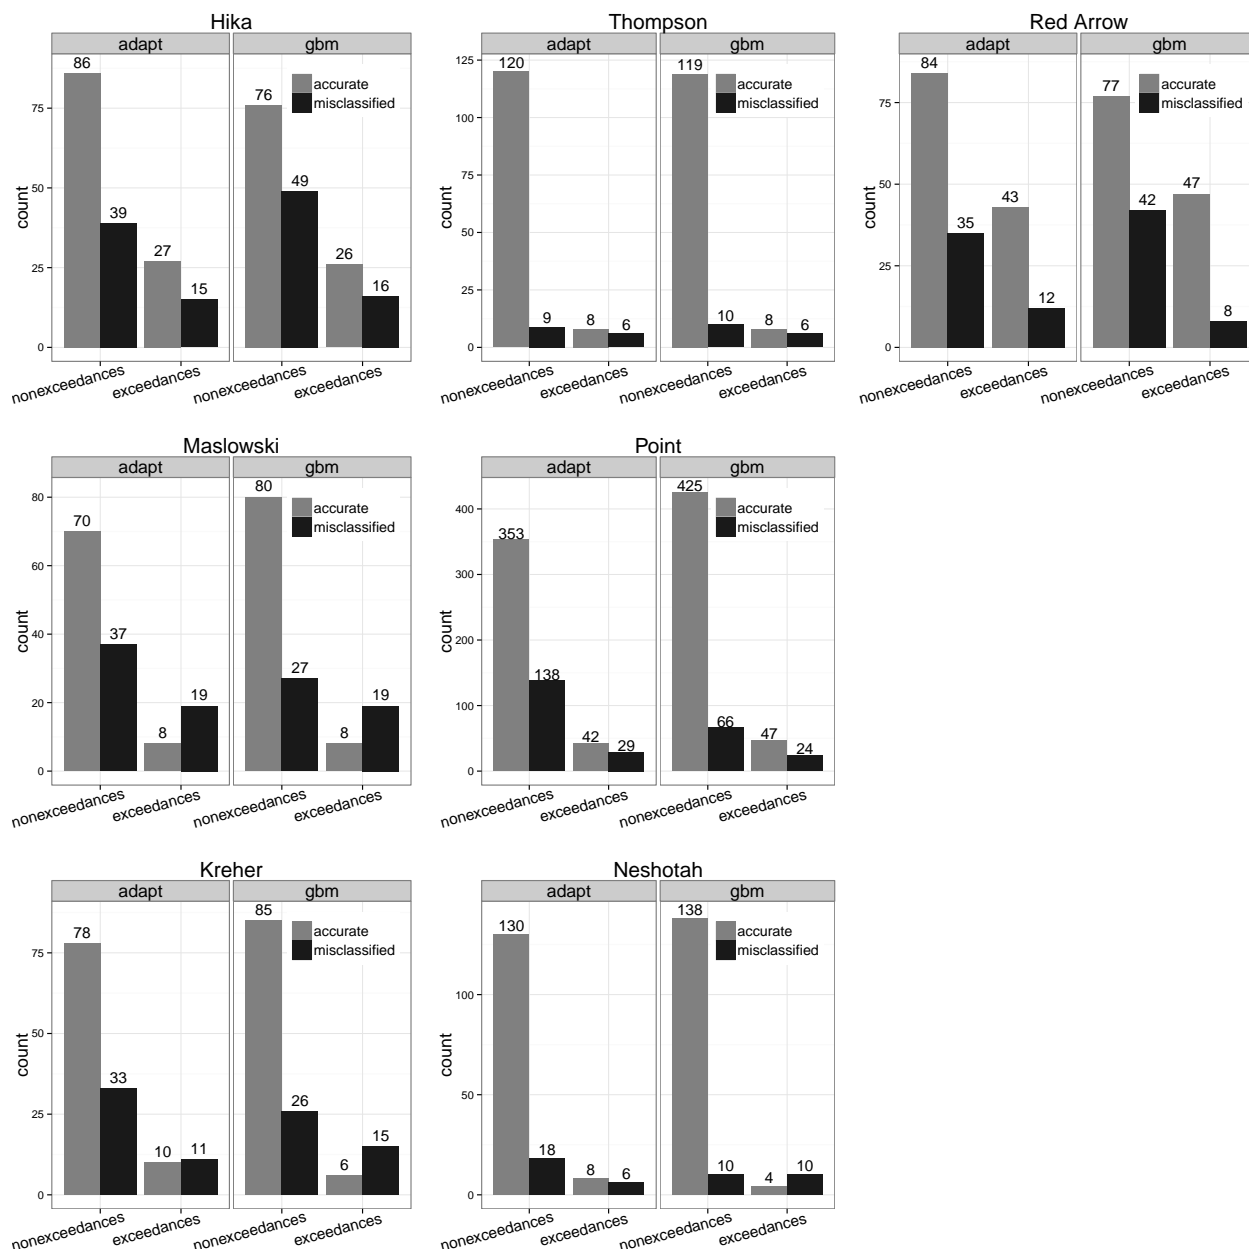 Hika
adapt
gbm
86
39
27
15
76
49
26
16
accurate
misclassified
count
75
50
25
0
nonexceedances
exceedances
nonexceedances
exceedances
Thompson
adapt
gbm
120
9
8
6
119
10
8
6
accurate
misclassified
count
125
100
75
50
25
0
nonexceedances
exceedances
nonexceedances
exceedances
Red Arrow
adapt
gbm
84
35
43
12
77
42
47
8
accurate
misclassified
count
75
50
25
0
nonexceedances
exceedances
nonexceedances
exceedances
Maslowski
adapt
gbm
70
37
8
19
80
27
8
19
accurate
misclassified
count
80
60
40
20
0
nonexceedances
exceedances
nonexceedances
exceedances
Point
adapt
gbm
353
138
42
29
425
66
47
24
accurate
misclassified
count
400
300
200
100
0
nonexceedances
exceedances
nonexceedances
exceedances
Kreher
adapt
gbm
78
33
10
11
85
26
6
15
accurate
misclassified
count
75
50
25
0
nonexceedances
exceedances
nonexceedances
exceedances
Neshotah
adapt
gbm
130
18
8
6
138
10
4
10
accurate
misclassified
count
100
50
0
nonexceedances
exceedances
nonexceedances
exceedances